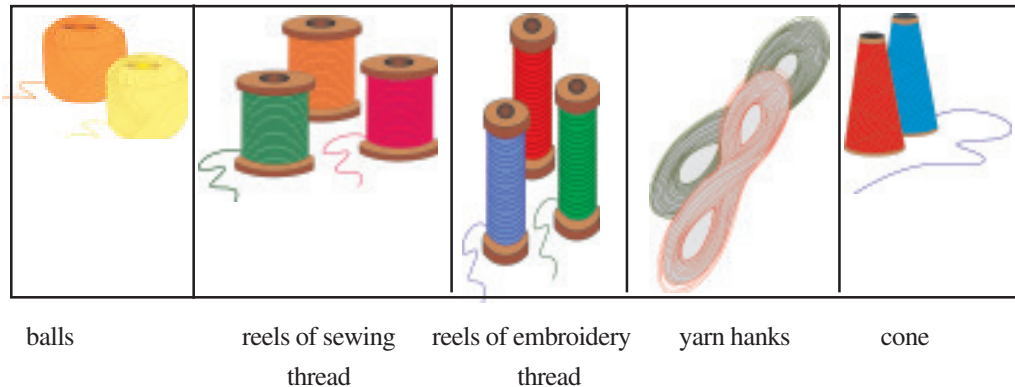 balls
reels of sewing
thread
reels of embroidery
thread
yarn hanks
cone